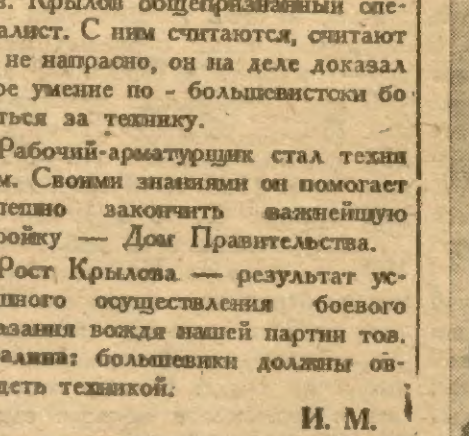 в. Крылов общепризнанный спе-
алист. С ним считаются, считают
не напрасно, он на деле доказал
ое умение по - большевистски бо
ться за технику.
Рабочий-арматурщик стал техни
м. Своими знаниями он помогает
пешно закончить важнейшую
ройку — Дом Правительства.
Рост Крылова — результат ус-
шного осуществления боевого
казания вождя нашей партии тов.
алина: большевики должны ов-
деть техникой.
И. М.